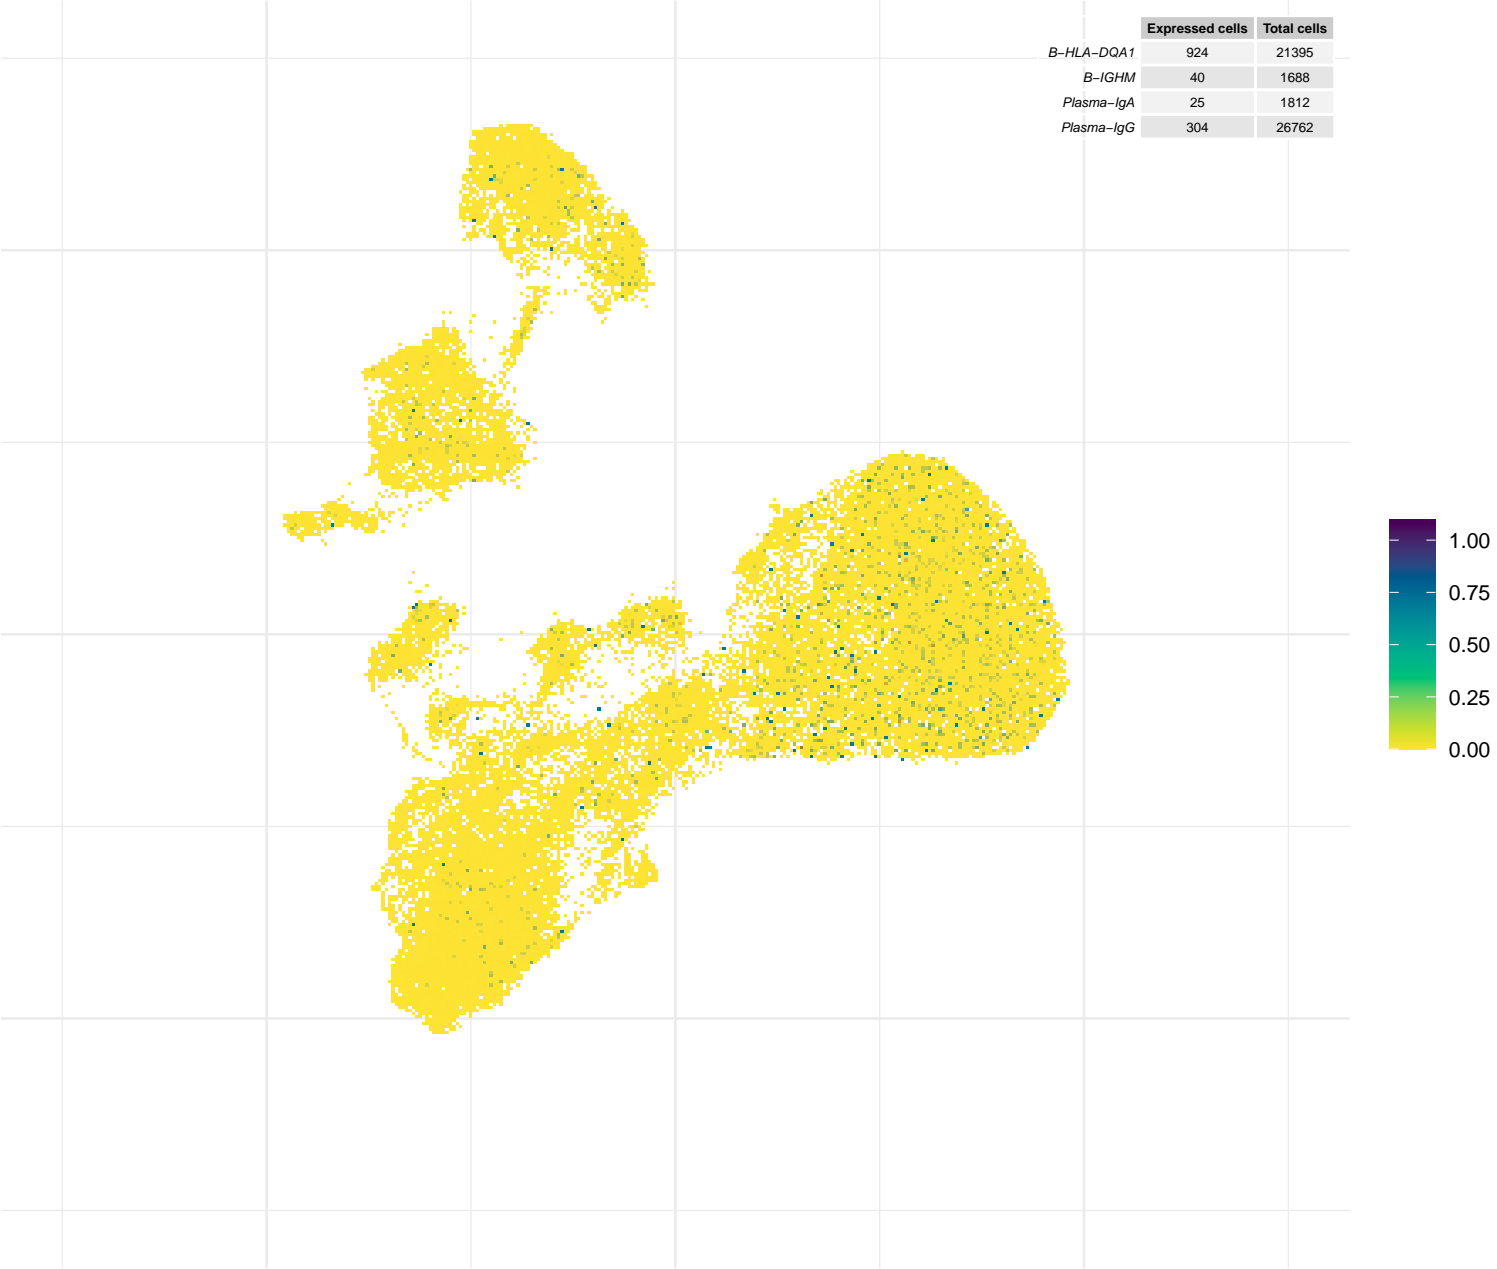 Expressed cells Total cells
B−HLA−DQA1 924 21395
B−IGHM 40 1688
Plasma−IgA 25 1812
Plasma−IgG 304 26762
1.00
0.75
0.50
0.25
0.00